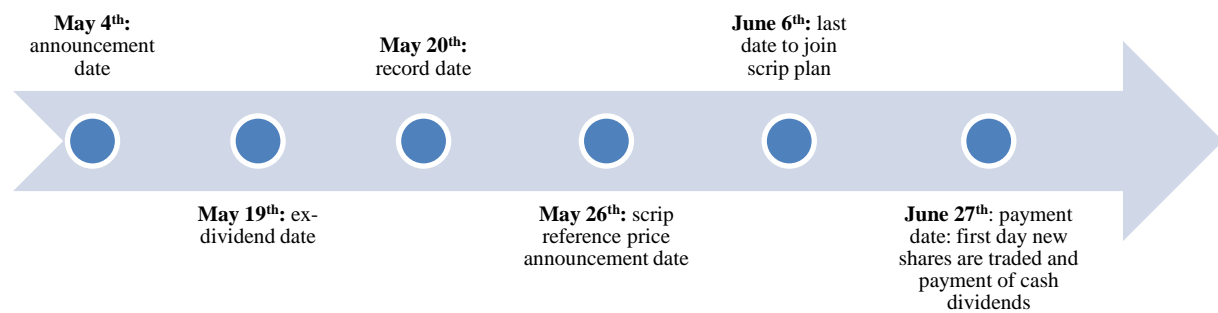 May 4th:
announcement
date
May 19th: ex-
dividend date
May 20th:
record date
May 26th: scrip
reference price
announcement date
June 6th: last
date to join
scrip plan
June 27th: payment
date: first day new
shares are traded and
payment of cash
dividends